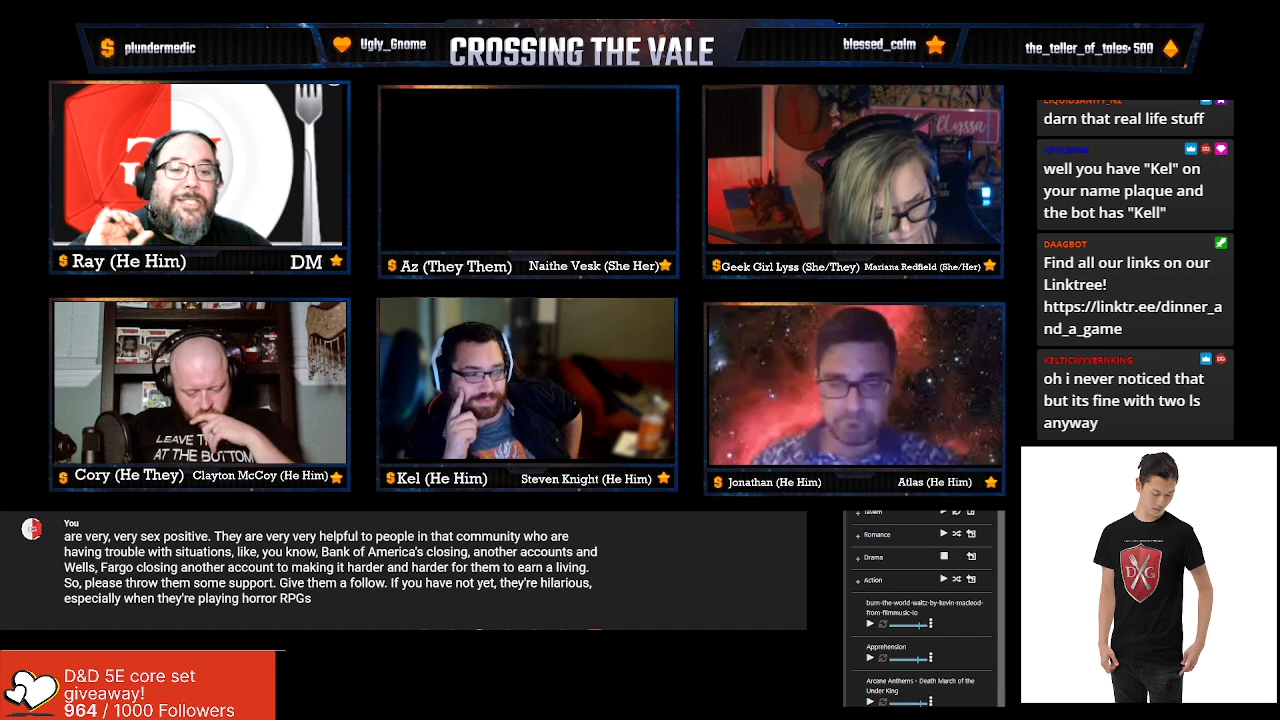 plundermedic
Ugly_Gnome
CROSSING THE VALE
blessed_calm
the_teller_of_tales: 500
Ray (He Him) DM
Az (They Them) Naithe Vesk (She Her)
Elyssa
Geek Girl Lyss (She/They) Mariana Redfield (She/Her)
LEAVE
AT THE BOTTOM
Cory (He They) Clayton McCoy (He Him)
Kel (He Him) Steven Knight (He Him)
Jonathan (He Him) Atlas (He Him)
darn that real life stuff
well you have "Kel" on
your name plaque and
the bot has "Kell"
DAAGBOT
Find all our links on our
Linktree!
https://linktr.ee/dinner_a
nd_a_game
KELTICWYVERNKING
oh i never noticed that
but its fine with two ls
anyway
You
are very, very sex positive. They are very very helpful to people in that community who are
having trouble with situations, like, you know, Bank of America's closing, another accounts and
Wells, Fargo closing another account to making it harder and harder for them to earn a living.
So, please throw them some support. Give them a follow. If you have not yet, they're hilarious,
especially when they're playing horror RPGs
Tavern
Romance
Drama
Action
burn-the-world-waltz-by-kevin-macleod-
from-filmmusic-io
Apprehension
Arcane Anthems - Death March of the
Under King
D G
D&D 5E core set
giveaway!
964 / 1000 Followers